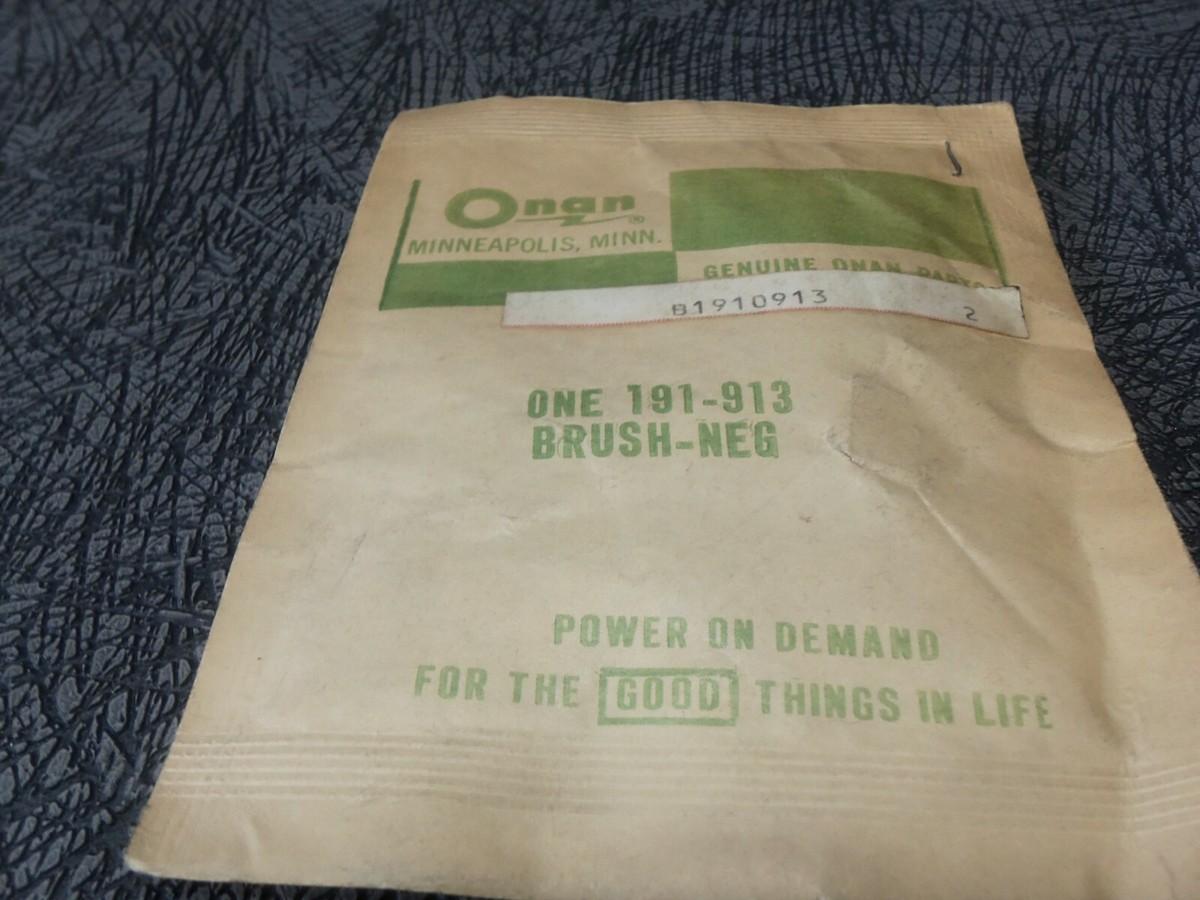 Onan ®
MINNEAPOLIS, MINN.
GENUINE ONAN PARTS
B1910913 2
ONE 191-913
BRUSH-NEG
POWER ON DEMAND
FOR THE GOOD THINGS IN LIFE